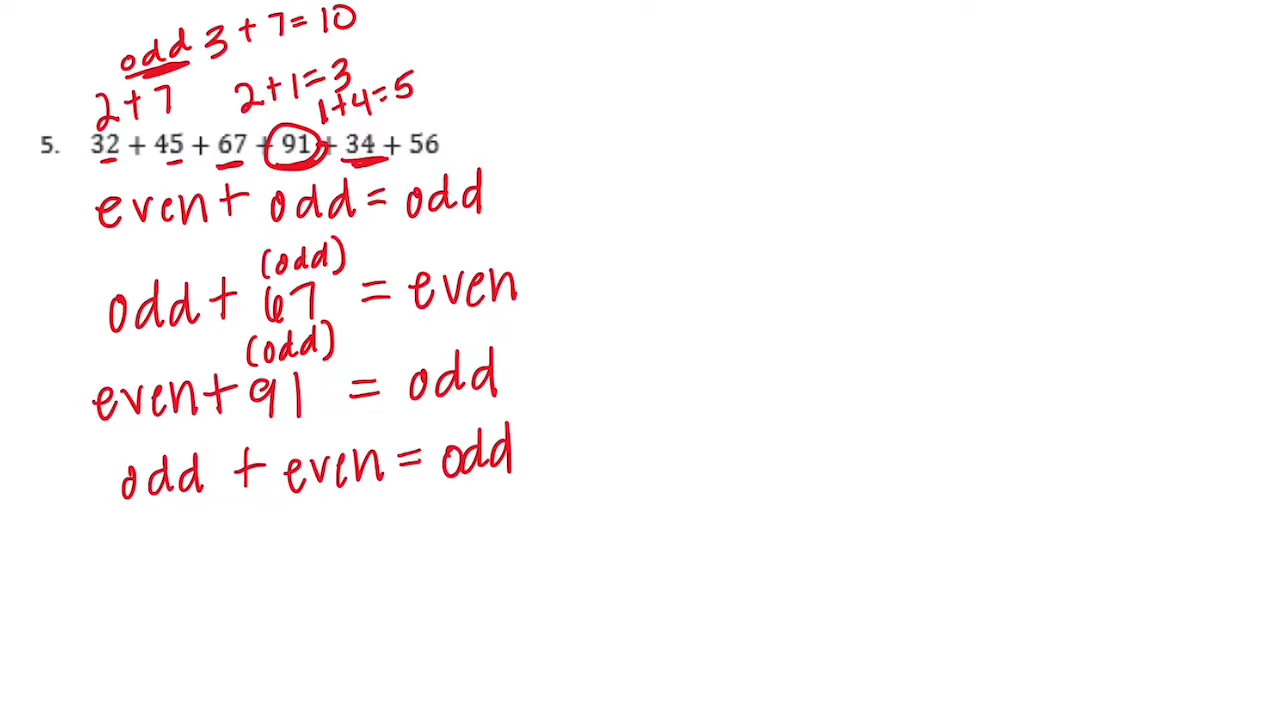 odd 3 + 7 = 10
2 + 7 2 + 1 = 3
1 + 4 = 5
5. 32 + 45 + 67 + 91 + 34 + 56
even + odd = odd
(odd)
odd + 67 = even
(odd)
even + 91 = odd
odd + even = odd